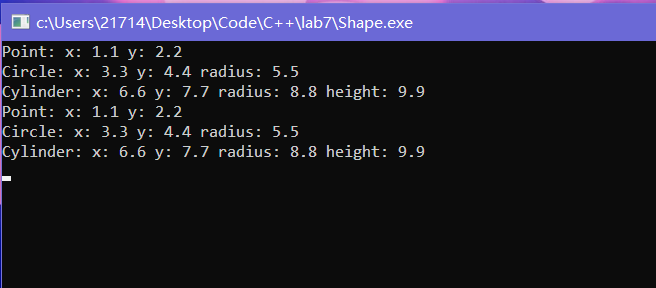 c:\Users\21714\Desktop\Code\C++\lab7\Shape.exe
Point: x: 1.1 y: 2.2
Circle: x: 3.3 y: 4.4 radius: 5.5
Cylinder: x: 6.6 y: 7.7 radius: 8.8 height: 9.9
Point: x: 1.1 y: 2.2
Circle: x: 3.3 y: 4.4 radius: 5.5
Cylinder: x: 6.6 y: 7.7 radius: 8.8 height: 9.9